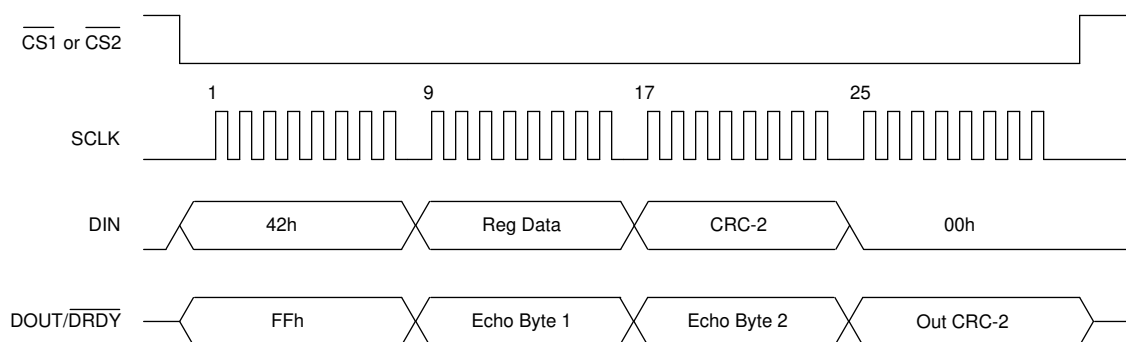 CS1 or CS2
1 9 17 25
SCLK
DIN 42h Reg Data CRC-2 00h
DOUT/DRDY FFh Echo Byte 1 Echo Byte 2 Out CRC-2